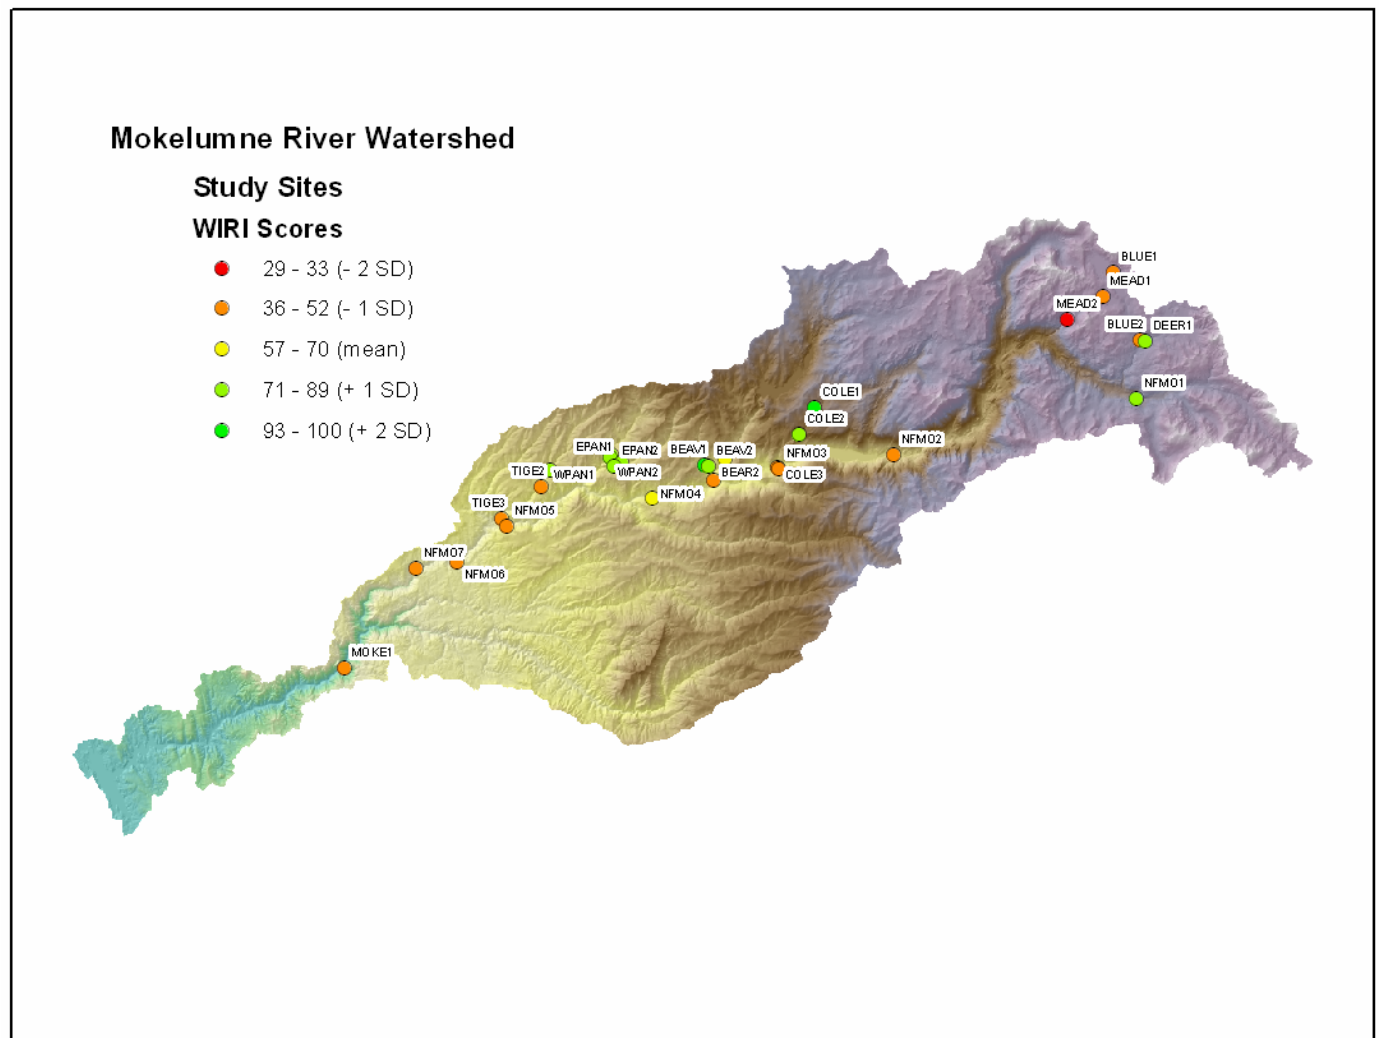 Mokelumne River Watershed
Study Sites
WIRI Scores
29 - 33 (- 2 SD)
36 - 52 (- 1 SD)
57 - 70 (mean)
71 - 89 (+ 1 SD)
93 - 100 (+ 2 SD)
BLUE1
MEAD1
MEAD2
BLUE2 DEER1
NFMO1
COLE1
COLE2
NFMO2
NFMO3
COLE3
EPAN1 EPAN2
BEAV1 BEAV2
TIGE2 WPAN1 WPAN2
BEAR2
NFMO4
TIGE3
NFMO5
NFMO7
NFMO6
MOKE1